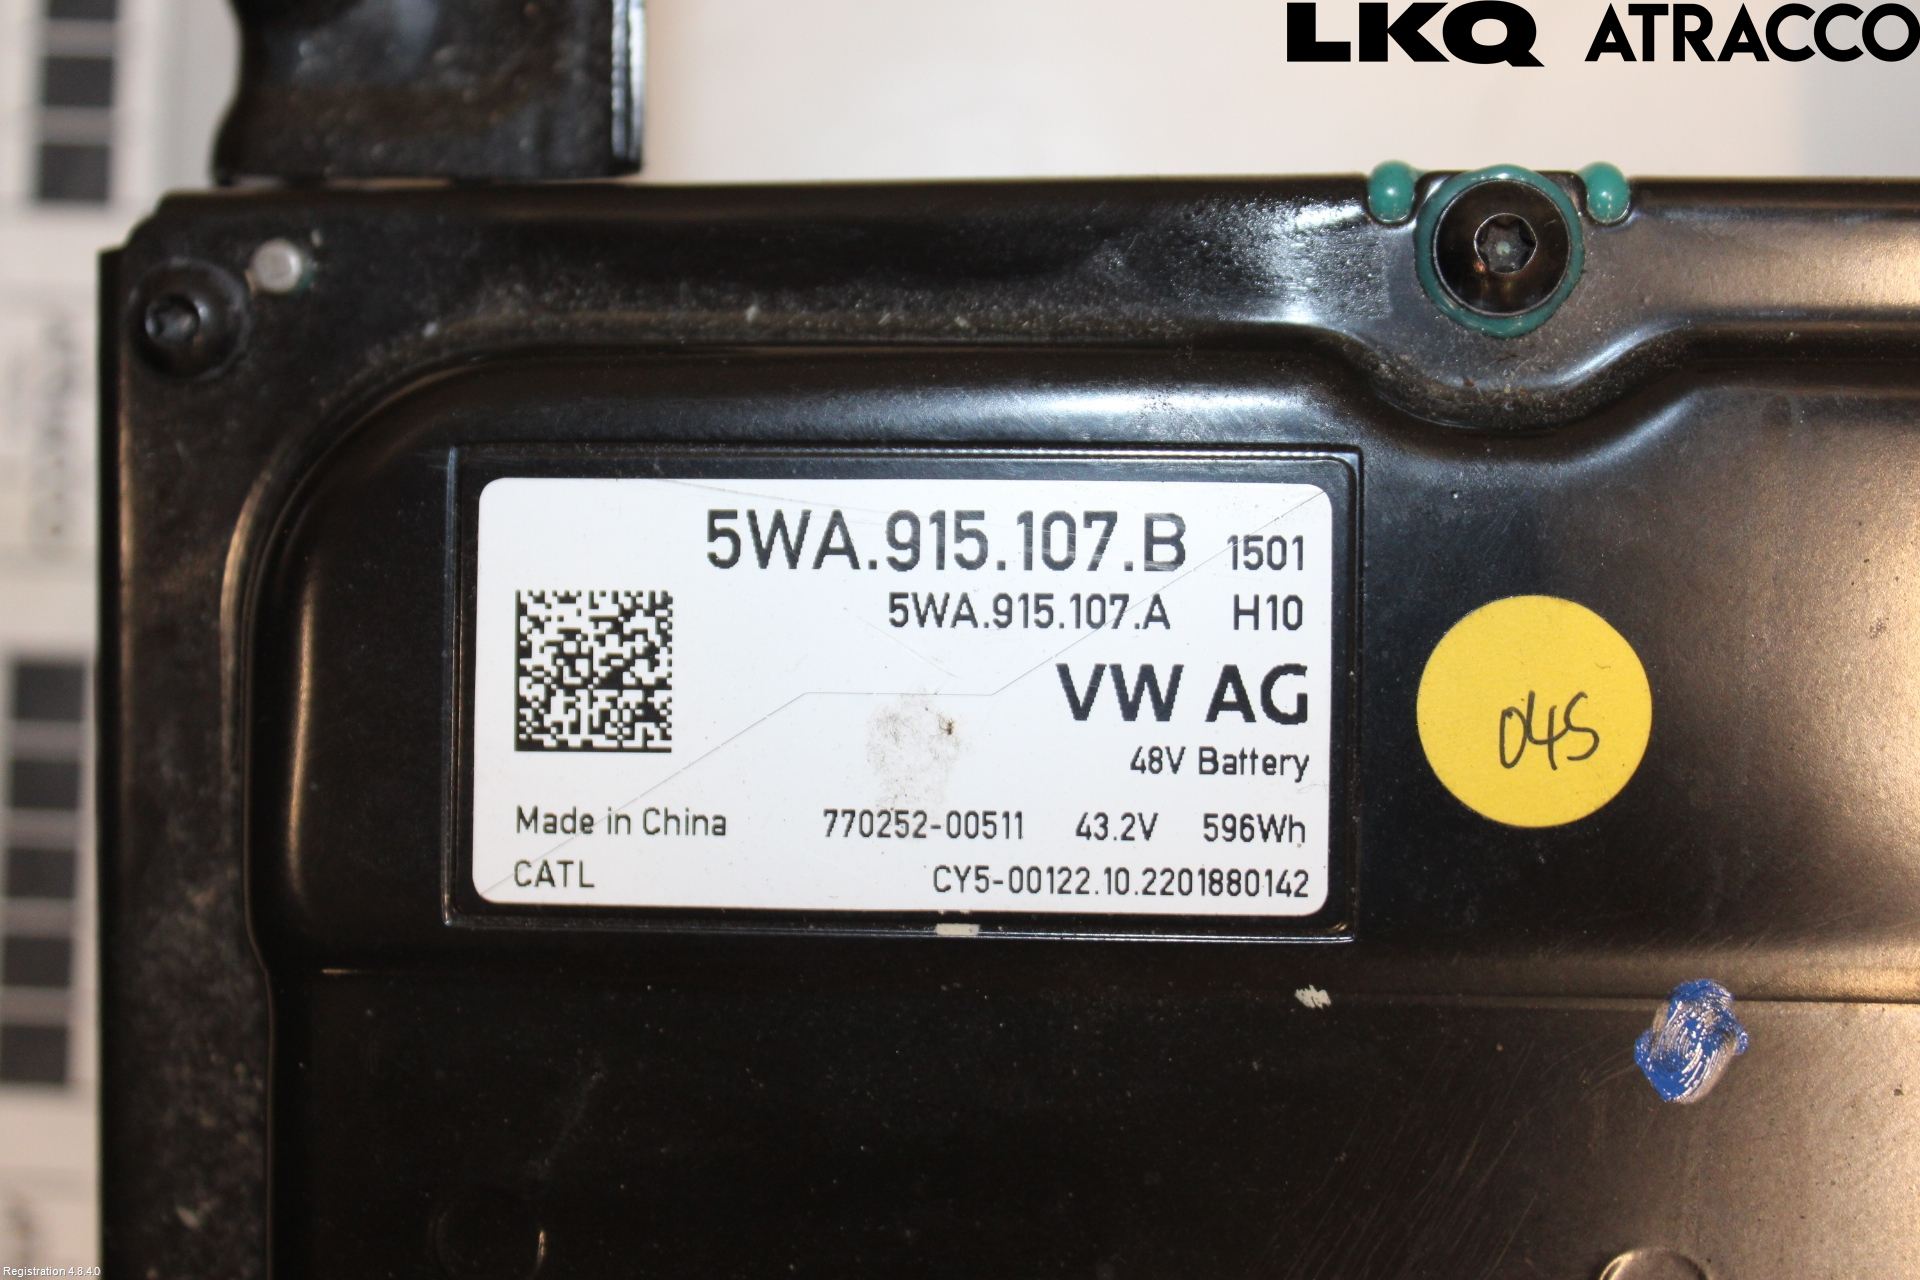 LKQ ATRACCO
5WA.915.107.B 1501
5WA.915.107.A H10
VW AG
48V Battery
Made in China 770252-00511 43.2V 596Wh
CATL CY5-00122.10.2201880142
045
Registration 4.8.4.0